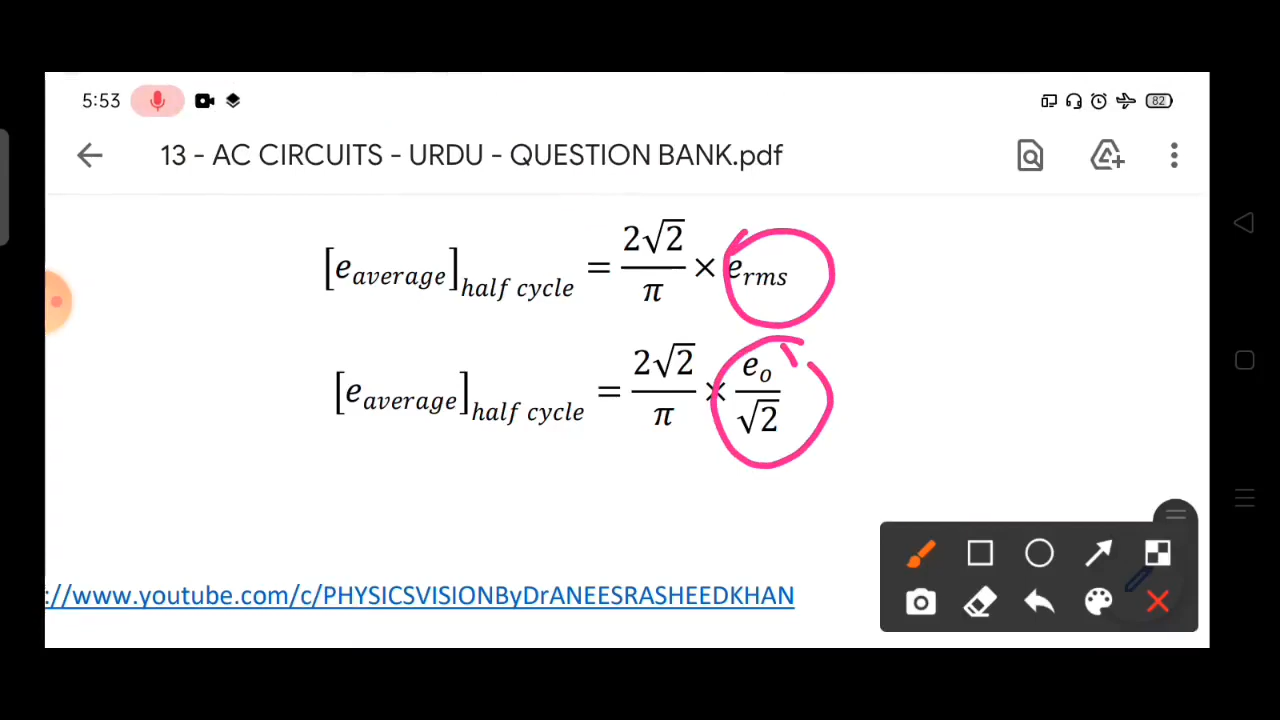 5:53 82
13 - AC CIRCUITS - URDU - QUESTION BANK.pdf
[e_average]_half cycle = 2√2/π × e_rms
[e_average]_half cycle = 2√2/π × e_o/√2
://www.youtube.com/c/PHYSICSVISIONByDrANEESRASHEEDKHAN